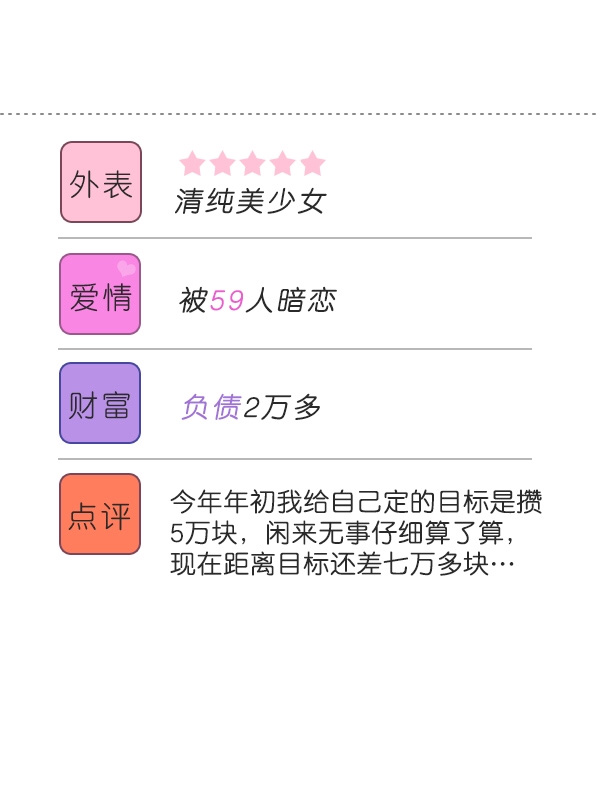 外表
清纯美少女
爱情
被59人暗恋
财富
负债2万多
点评
今年年初我给自己定的目标是攒
5万块，闲来无事仔细算了算，
现在距离目标还差七万多块…